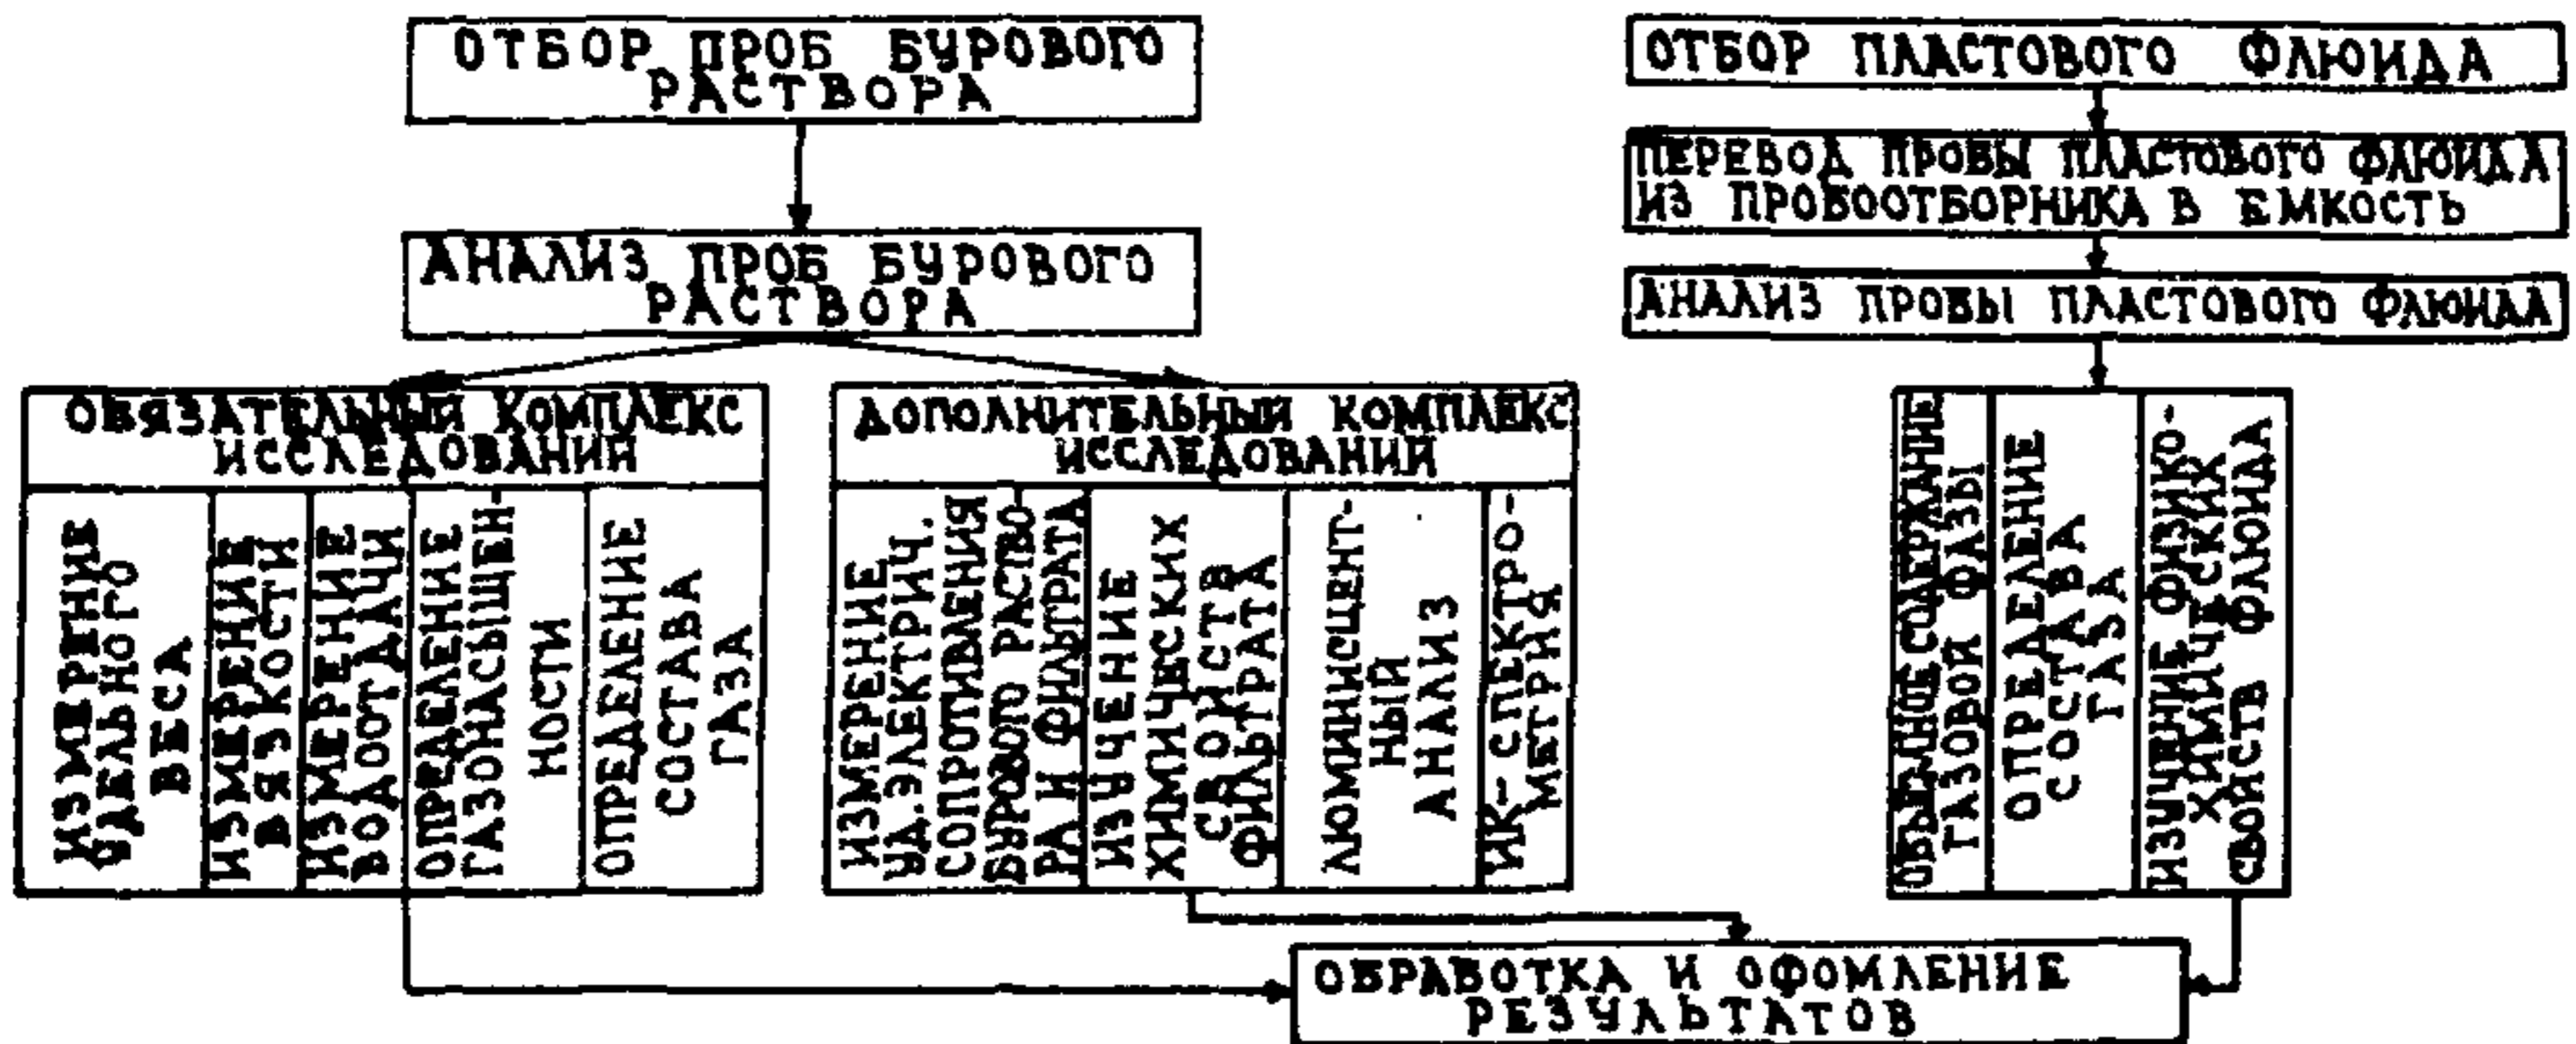 ОТБОР ПРОБ БУРОВОГО
РАСТВОРА
АНАЛИЗ ПРОБ БУРОВОГО
РАСТВОРА
ОБЯЗАТЕЛЬНЫЙ КОМПЛЕКС
ИССЛЕДОВАНИЙ
ИЗМЕРЕНИЕ
УДЕЛЬНОГО
ВЕСА
ИЗМЕРЕНИЕ
ВЯЗКОСТИ
ИЗМЕРЕНИЕ
ВОДООТДАЧИ
ОПРЕДЕЛЕНИЕ
ГАЗОНАСЫЩЕН-
НОСТИ
ОПРЕДЕЛЕНИЕ
СОСТАВА
ГАЗА
ДОПОЛНИТЕЛЬНЫЙ КОМПЛЕКС
ИССЛЕДОВАНИЙ
ИЗМЕРЕНИЕ
УД.ЭЛЕКТРИЧ.
СОПРОТИВЛЕНИЯ
БУРОВОГО РАСТВО-
РА И ФИЛЬТРАТА
ИЗУЧЕНИЕ
ХИМИЧЕСКИХ
СВОЙСТВ
ФИЛЬТРАТА
ЛЮМИНИСЦЕНТ-
НЫЙ
АНАЛИЗ
ИК-СПЕКТРО-
МЕТРИЯ
ОТБОР ПЛАСТОВОГО ФЛЮИДА
ПЕРЕВОД ПРОБЫ ПЛАСТОВОГО ФЛЮИДА
ИЗ ПРОБООТБОРНИКА В ЕМКОСТЬ
АНАЛИЗ ПРОБЫ ПЛАСТОВОГО ФЛЮИДА
ОБЪЕМНОЕ СОДЕРЖАНИЕ
ГАЗОВОЙ ФАЗЫ
ОПРЕДЕЛЕНИЕ
СОСТАВА
ГАЗА
ИЗУЧЕНИЕ ФИЗИКО-
ХИМИЧЕСКИХ
СВОЙСТВ ФЛЮИДА
ОБРАБОТКА И ОФОМЛЕНИЕ
РЕЗУЛЬТАТОВ